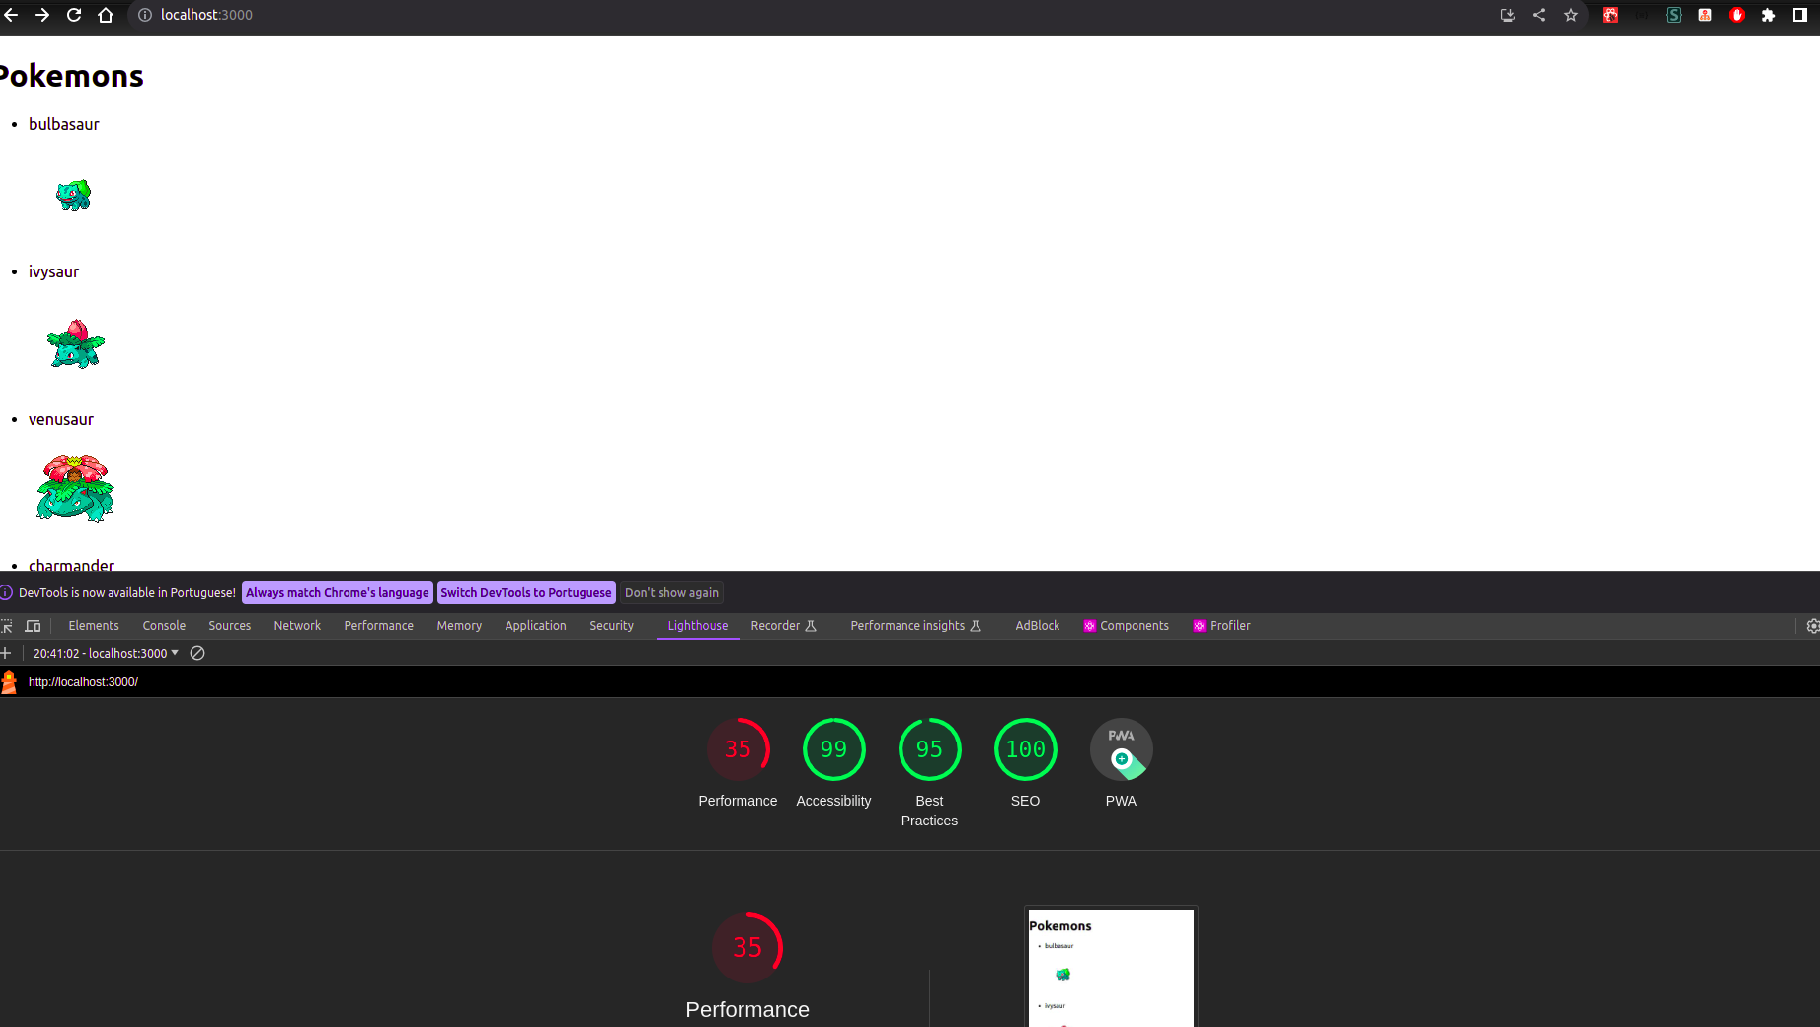 localhost:3000
Pokemons
bulbasaur
ivysaur
venusaur
charmander
DevTools is now available in Portuguese! Always match Chrome's language Switch DevTools to Portuguese Don't show again
Elements Console Sources Network Performance Memory Application Security Lighthouse Recorder Performance insights AdBlock Components Profiler
20:41:02 - localhost:3000
http://localhost:3000/
35 99 95 100 PWA
Performance Accessibility Best Practices SEO PWA
35
Performance
Pokemons
bulbasaur
ivysaur